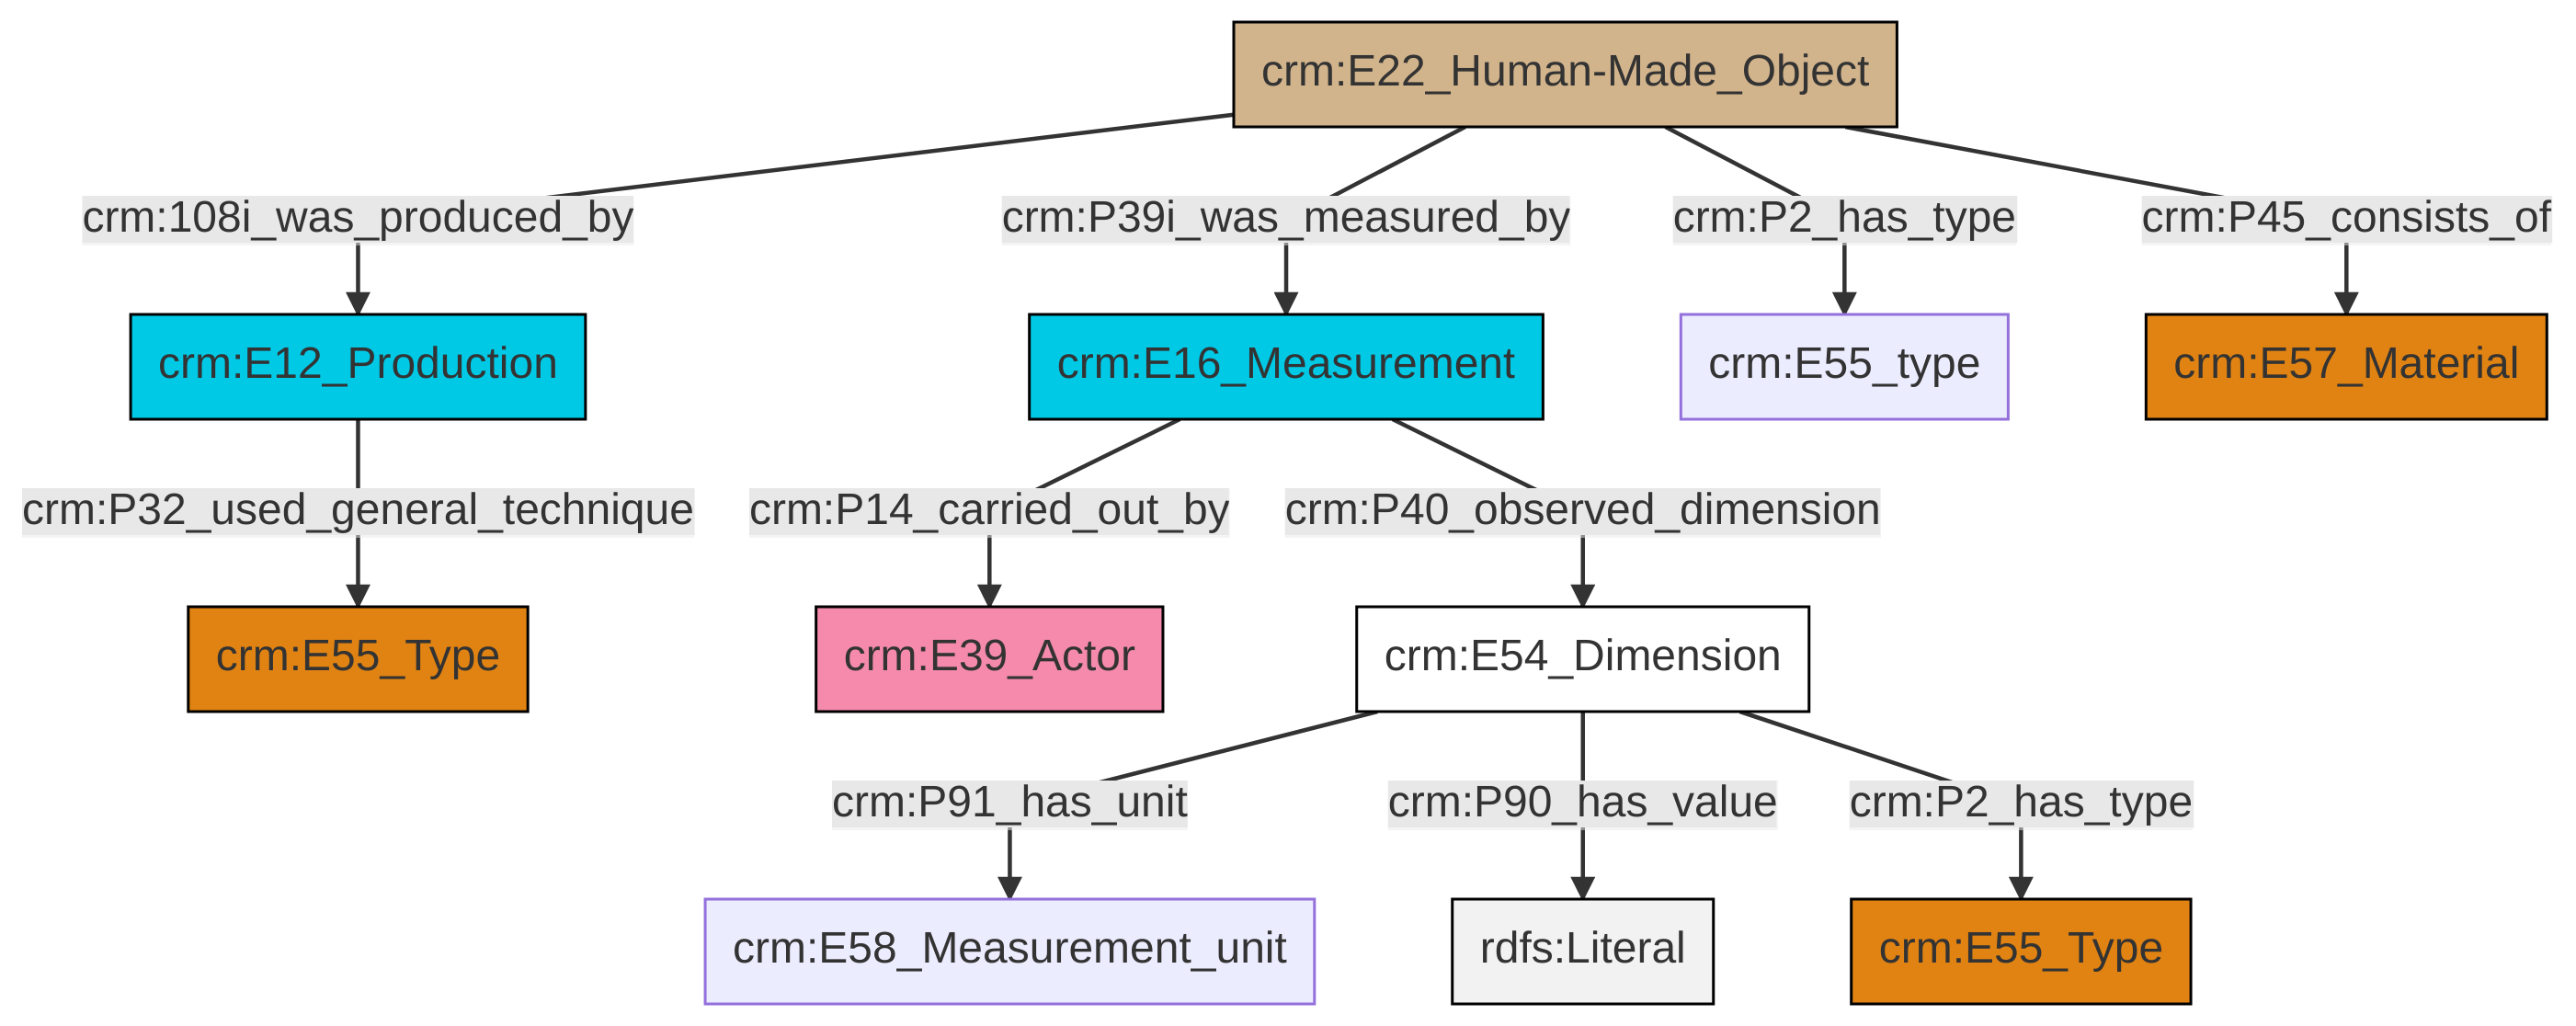 crm:E22_Human-Made_Object
crm:108i_was_produced_by
crm:P39i_was_measured_by
crm:P2_has_type
crm:P45_consists_of
crm:E12_Production
crm:E16_Measurement
crm:E55_type
crm:E57_Material
crm:P32_used_general_technique
crm:P14_carried_out_by
crm:P40_observed_dimension
crm:E55_Type
crm:E39_Actor
crm:E54_Dimension
crm:P91_has_unit
crm:P90_has_value
crm:P2_has_type
crm:E58_Measurement_unit
rdfs:Literal
crm:E55_Type